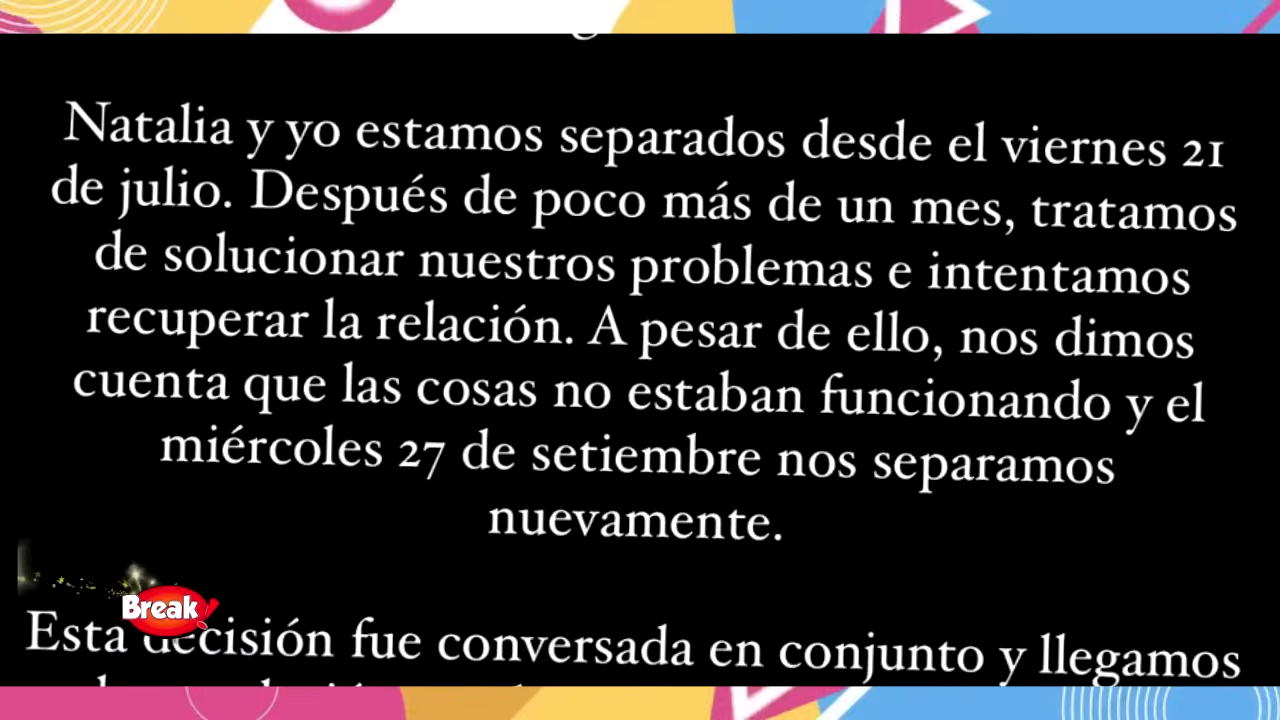 Natalia y yo estamos separados desde el viernes 21
de julio. Después de poco más de un mes, tratamos
de solucionar nuestros problemas e intentamos
recuperar la relación. A pesar de ello, nos dimos
cuenta que las cosas no estaban funcionando y el
miércoles 27 de setiembre nos separamos
nuevamente.
Break!
Esta decisión fue conversada en conjunto y llegamos